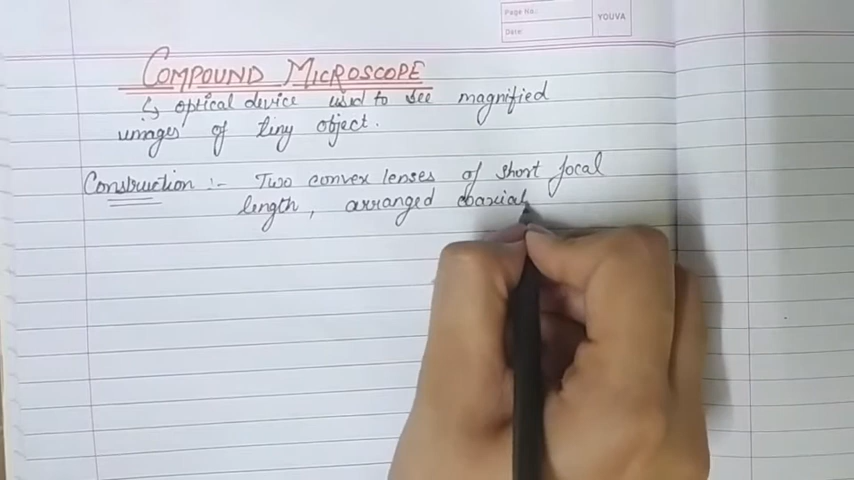 Page No.:
Date:
YOUVA
COMPOUND MICROSCOPE
↳ optical device used to see magnified
images of tiny object.
Construction :- Two convex lenses of short focal
length, arranged coaxial